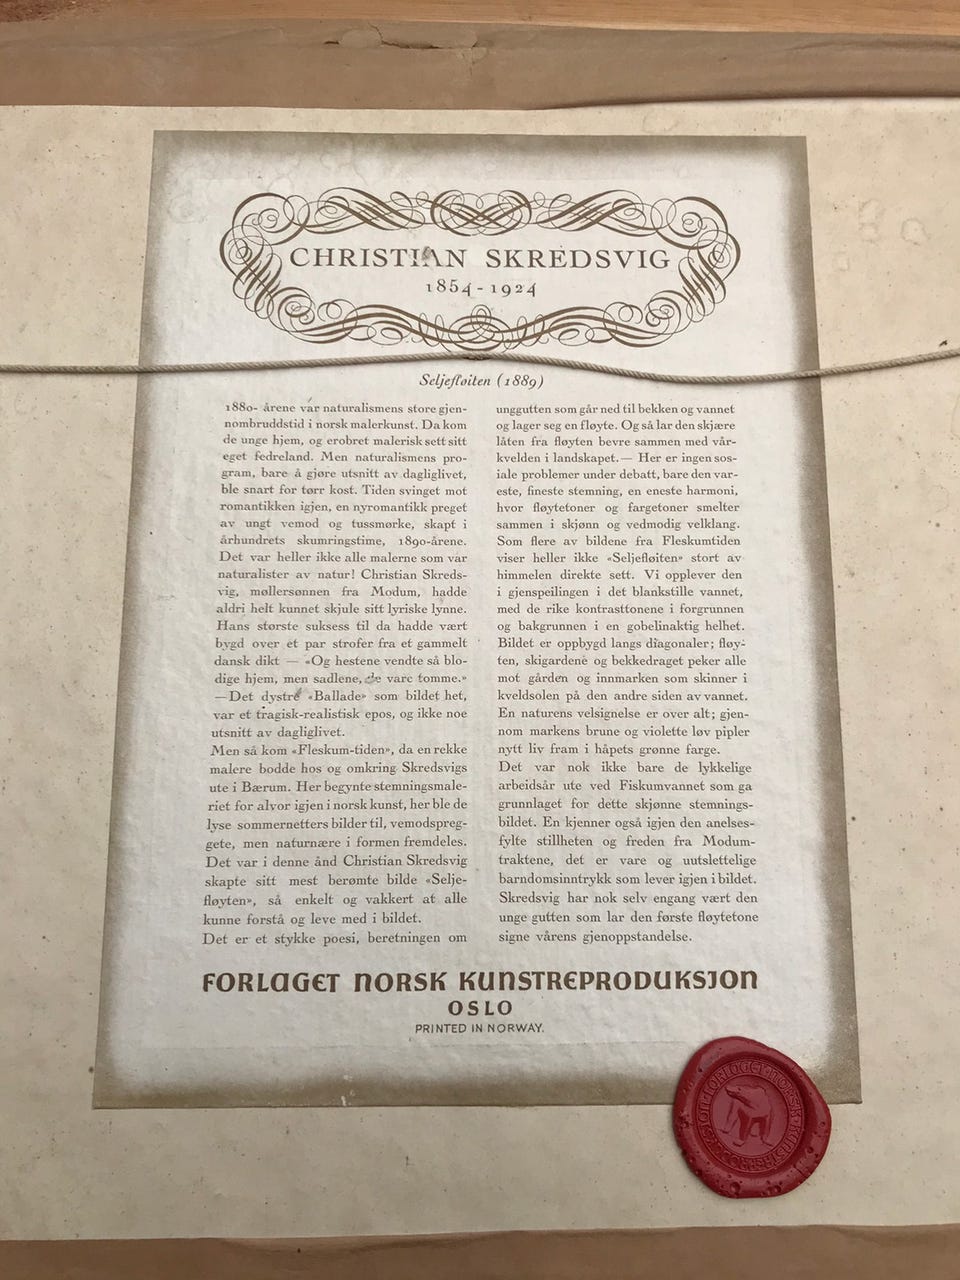 CHRISTIAN SKREDSVIG
1854-1924
Seljefløiten (1889)
1880- årene var naturalismens store gjen-
nombruddstid i norsk malerkunst. Da kom
de unge hjem, og erobret malerisk sett sitt
eget fedreland. Men naturalismens pro-
gram, bare å gjøre utsnitt av dagliglivet,
ble snart for tørr kost. Tiden svinget mot
romantikken igjen, en nyromantikk preget
av ungt vemod og tussmørke, skapt i
århundrets skumringstime, 1890-årene.
Det var heller ikke alle malerne som var
naturalister av natur! Christian Skreds-
vig, møllersønnen fra Modum, hadde
aldri helt kunnet skjule sitt lyriske lynne.
Hans største suksess til da hadde vært
bygd over et par strofer fra et gammelt
dansk dikt — «Og hestene vendte så blo-
dige hjem, men sadlene, de vare tomme.»
—Det dystre «Ballade» som bildet het,
var et tragisk-realistisk epos, og ikke noe
utsnitt av dagliglivet.
Men så kom «Fleskum-tiden», da en rekke
malere bodde hos og omkring Skredsvigs
ute i Bærum. Her begynte stemningsmale-
riet for alvor igjen i norsk kunst, her ble de
lyse sommernetters bilder til, vemodspreg-
gete, men naturnære i formen fremdeles.
Det var i denne ånd Christian Skredsvig
skapte sitt mest berømte bilde «Selje-
fløyten», så enkelt og vakkert at alle
kunne forstå og leve med i bildet.
Det er et stykke poesi, beretningen om
unggutten som går ned til bekken og vannet
og lager seg en fløyte. Og så lar den skjære
låten fra fløyten bevre sammen med vår-
kvelden i landskapet.— Her er ingen sos-
iale problemer under debatt, bare den var-
este, fineste stemning, en eneste harmoni,
hvor fløytetoner og fargetoner smelter
sammen i skjønn og vedmodig velklang.
Som flere av bildene fra Fleskumtiden
viser heller ikke «Seljefløiten» stort av
himmelen direkte sett. Vi opplever den
i gjenspeilingen i det blankstille vannet,
med de rike kontrasttonene i forgrunnen
og bakgrunnen i en gobelinaktig helhet.
Bildet er oppbygd langs diagonaler; fløy-
ten, skigardene og bekkedraget peker alle
mot gården og innmarken som skinner i
kveldsolen på den andre siden av vannet.
En naturens velsignelse er over alt; gjen-
nom markens brune og violette løv pipler
nytt liv fram i håpets grønne farge.
Det var nok ikke bare de lykkelige
arbeidsår ute ved Fiskumvannet som ga
grunnlaget for dette skjønne stemnings-
bildet. En kjenner også igjen den anelses-
fylte stillheten og freden fra Modum-
traktene, det er vare og uutslettelige
barndomsinntrykk som lever igjen i bildet.
Skredsvig har nok selv engang vært den
unge gutten som lar den første fløytetone
signe vårens gjenoppstandelse.
FORLAGET NORSK KUNSTREPRODUKSJON
OSLO
PRINTED IN NORWAY.
FORLAGET NORSK KUNSTREPRODUKSJON